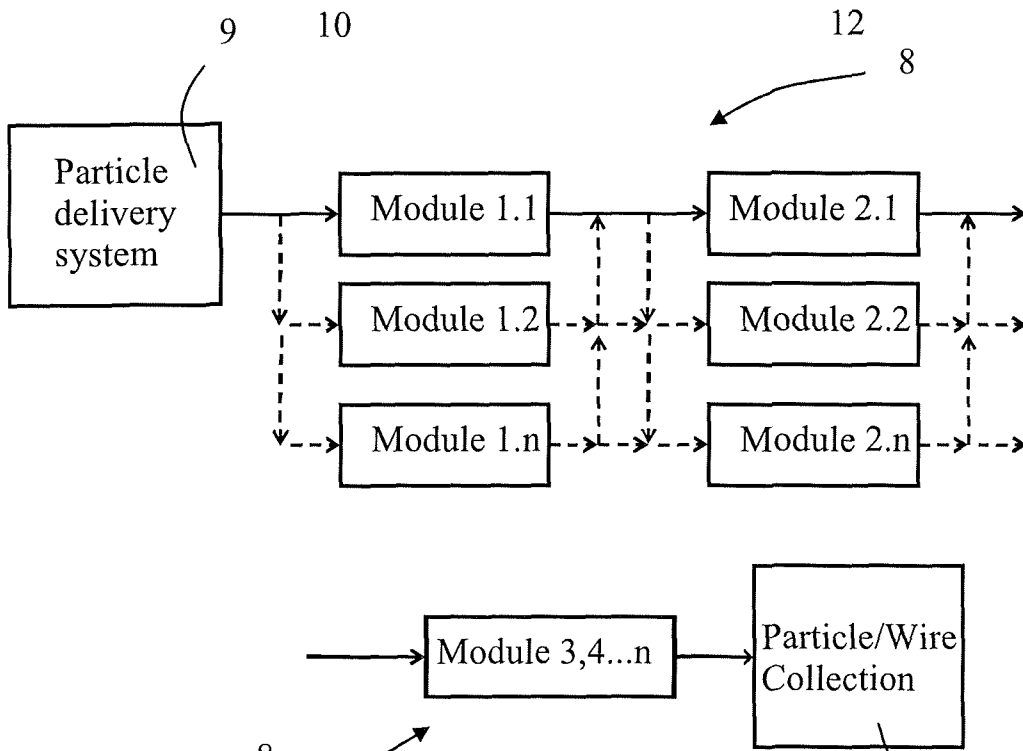 9
10
12
8
Particle
delivery
system
Module 1.1
Module 2.1
Module 1.2
Module 2.2
Module 1.n
Module 2.n
Module 3,4...n
Particle/Wire
Collection